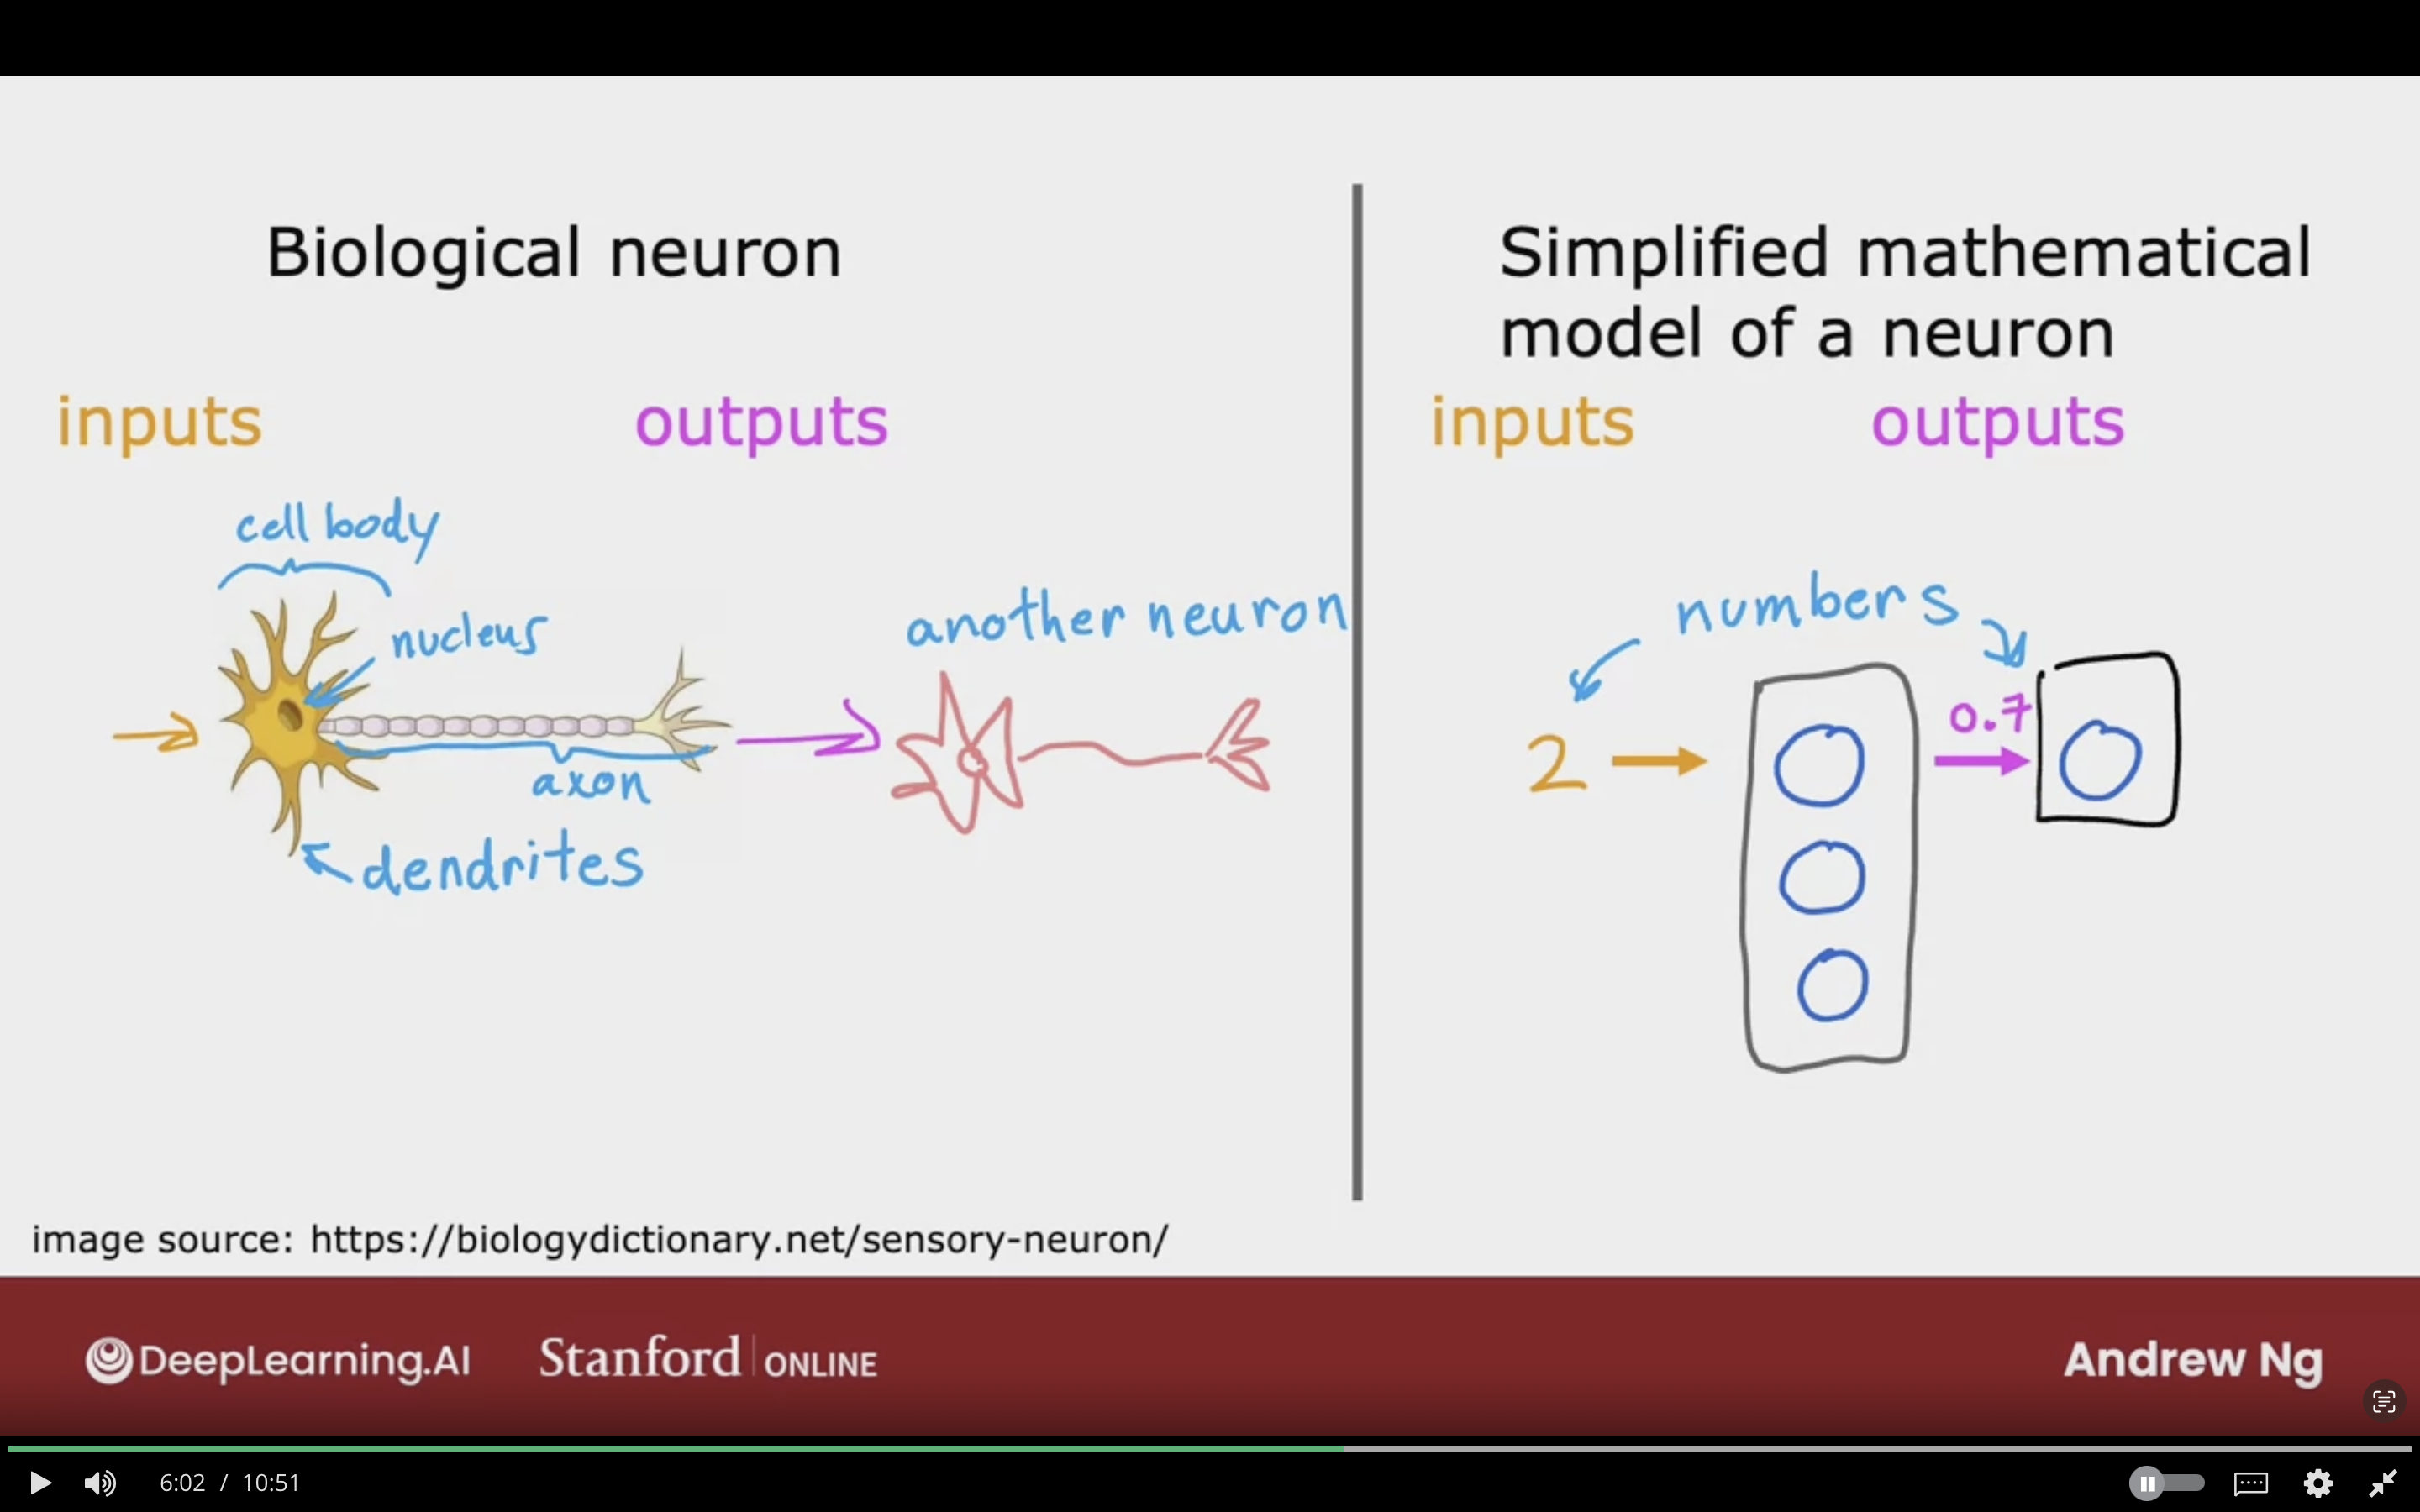 Biological neuron
inputs
outputs
cell body
nucleus
another neuron
axon
dendrites
image source: https://biologydictionary.net/sensory-neuron/
Simplified mathematical
model of a neuron
inputs
outputs
numbers
2
0.7
DeepLearning.AI
Stanford | ONLINE
Andrew Ng
6:02 / 10:51